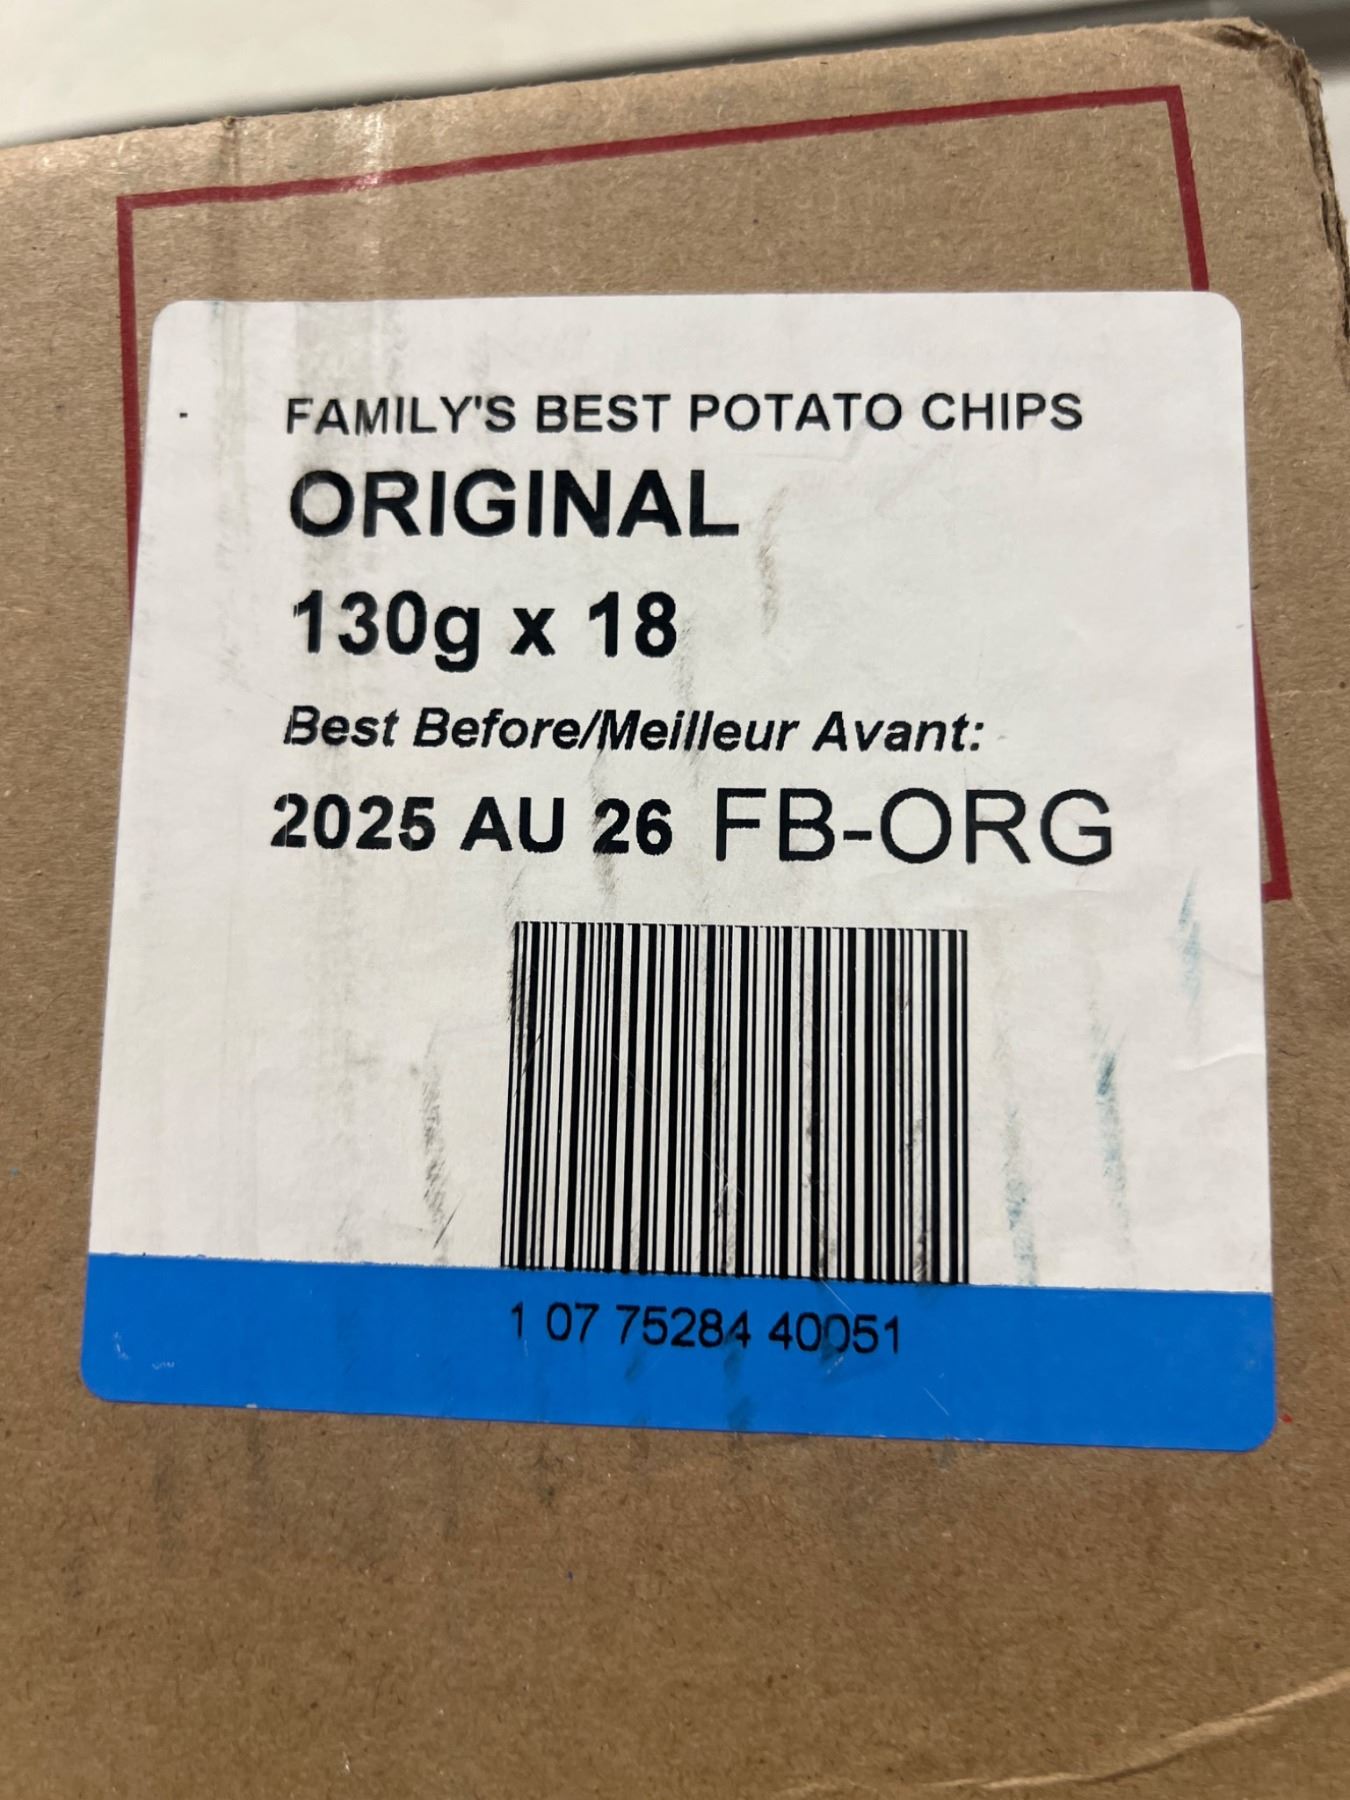 FAMILY'S BEST POTATO CHIPS
ORIGINAL
130g x 18
Best Before/Meilleur Avant:
2025 AU 26 FB-ORG
1 07 75284 40051